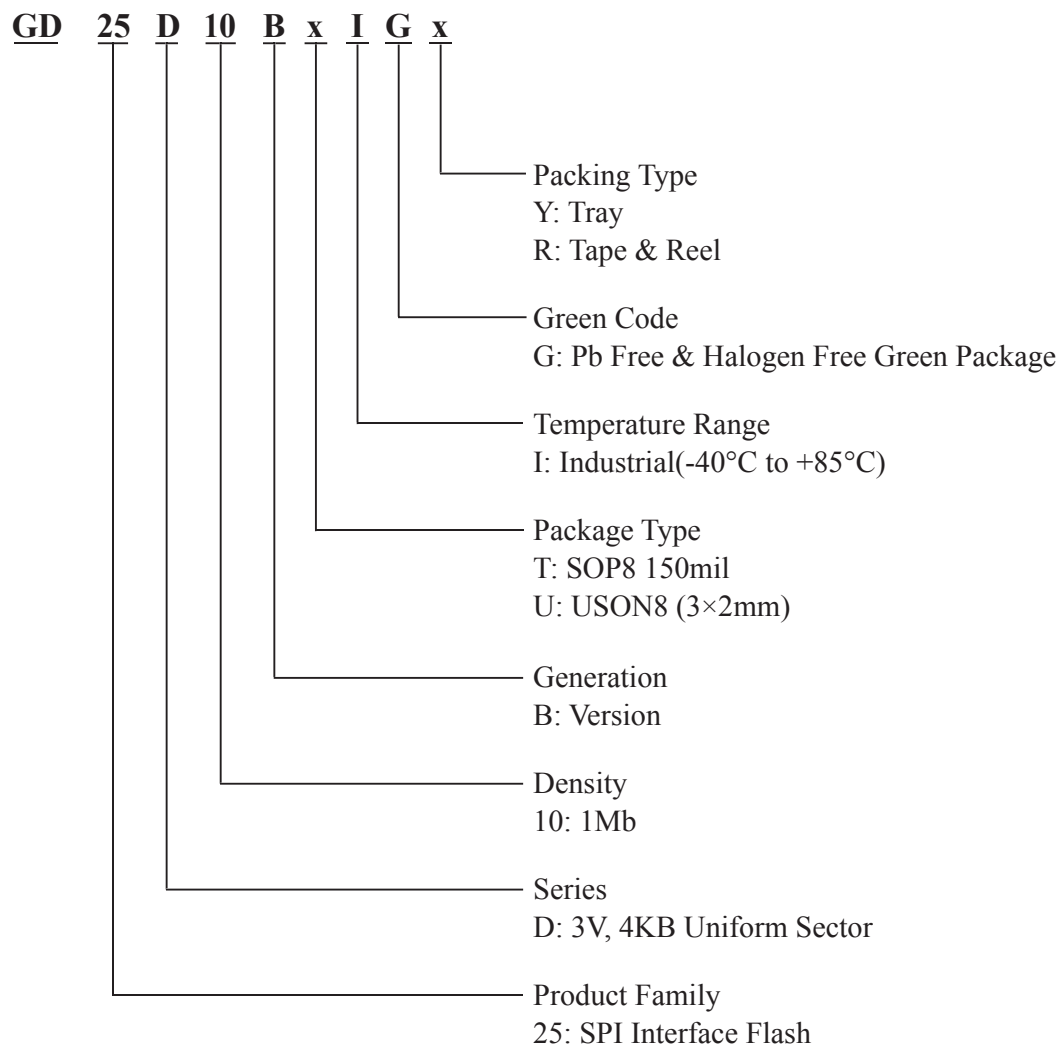 GD 25 D 10 B x I G x
Packing Type
Y: Tray
R: Tape & Reel
Green Code
G: Pb Free & Halogen Free Green Package
Temperature Range
I: Industrial(-40°C to +85°C)
Package Type
T: SOP8 150mil
U: USON8 (3×2mm)
Generation
B: Version
Density
10: 1Mb
Series
D: 3V, 4KB Uniform Sector
Product Family
25: SPI Interface Flash